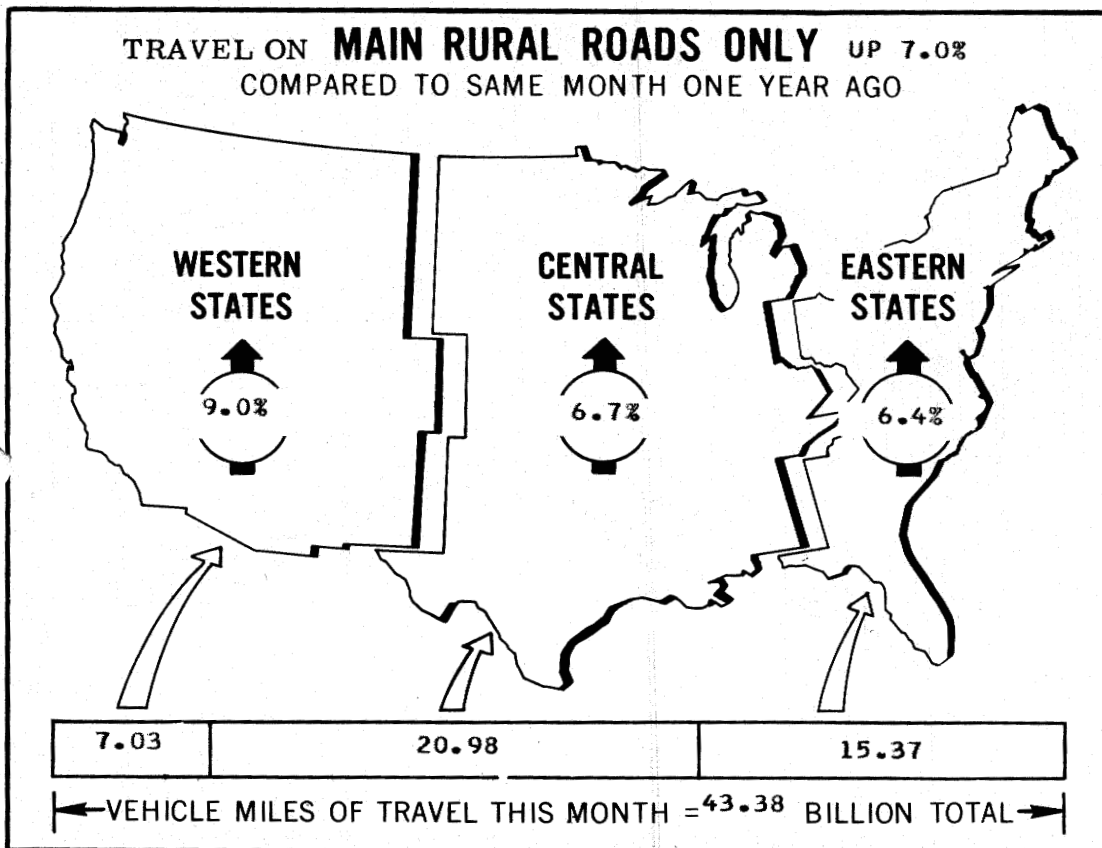 TRAVEL ON MAIN RURAL ROADS ONLY UP 7.0%
COMPARED TO SAME MONTH ONE YEAR AGO
WESTERN
STATES
9.0%
CENTRAL
STATES
6.7%
EASTERN
STATES
6.4%
7.03 20.98 15.37
VEHICLE MILES OF TRAVEL THIS MONTH = 43.38 BILLION TOTAL